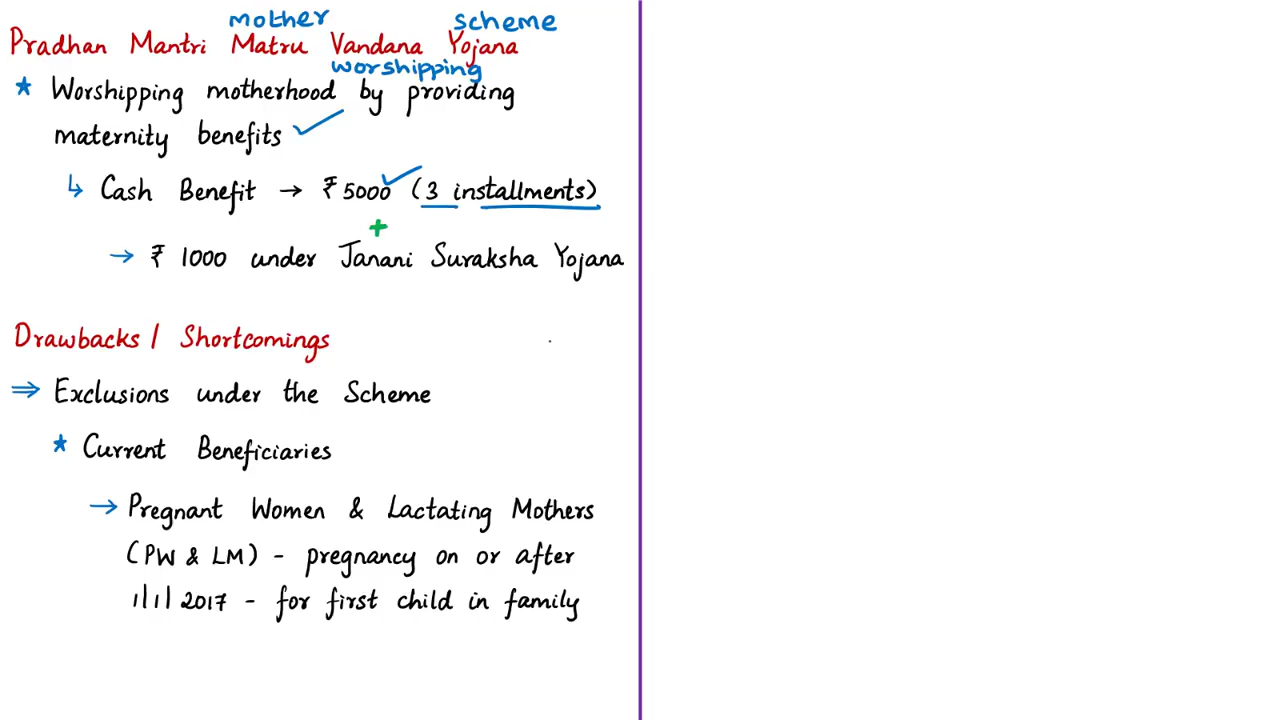 mother scheme
Pradhan Mantri Matru Vandana Yojana
worshipping
* Worshipping motherhood by providing
maternity benefits ✓
↳ Cash Benefit → ₹ 5000 ✓ (3 installments)
+
→ ₹ 1000 under Janani Suraksha Yojana
Drawbacks / Shortcomings
⇒ Exclusions under the Scheme
* Current Beneficiaries
→ Pregnant Women & Lactating Mothers
(PW & LM) - pregnancy on or after
1/1/2017 - for first child in family